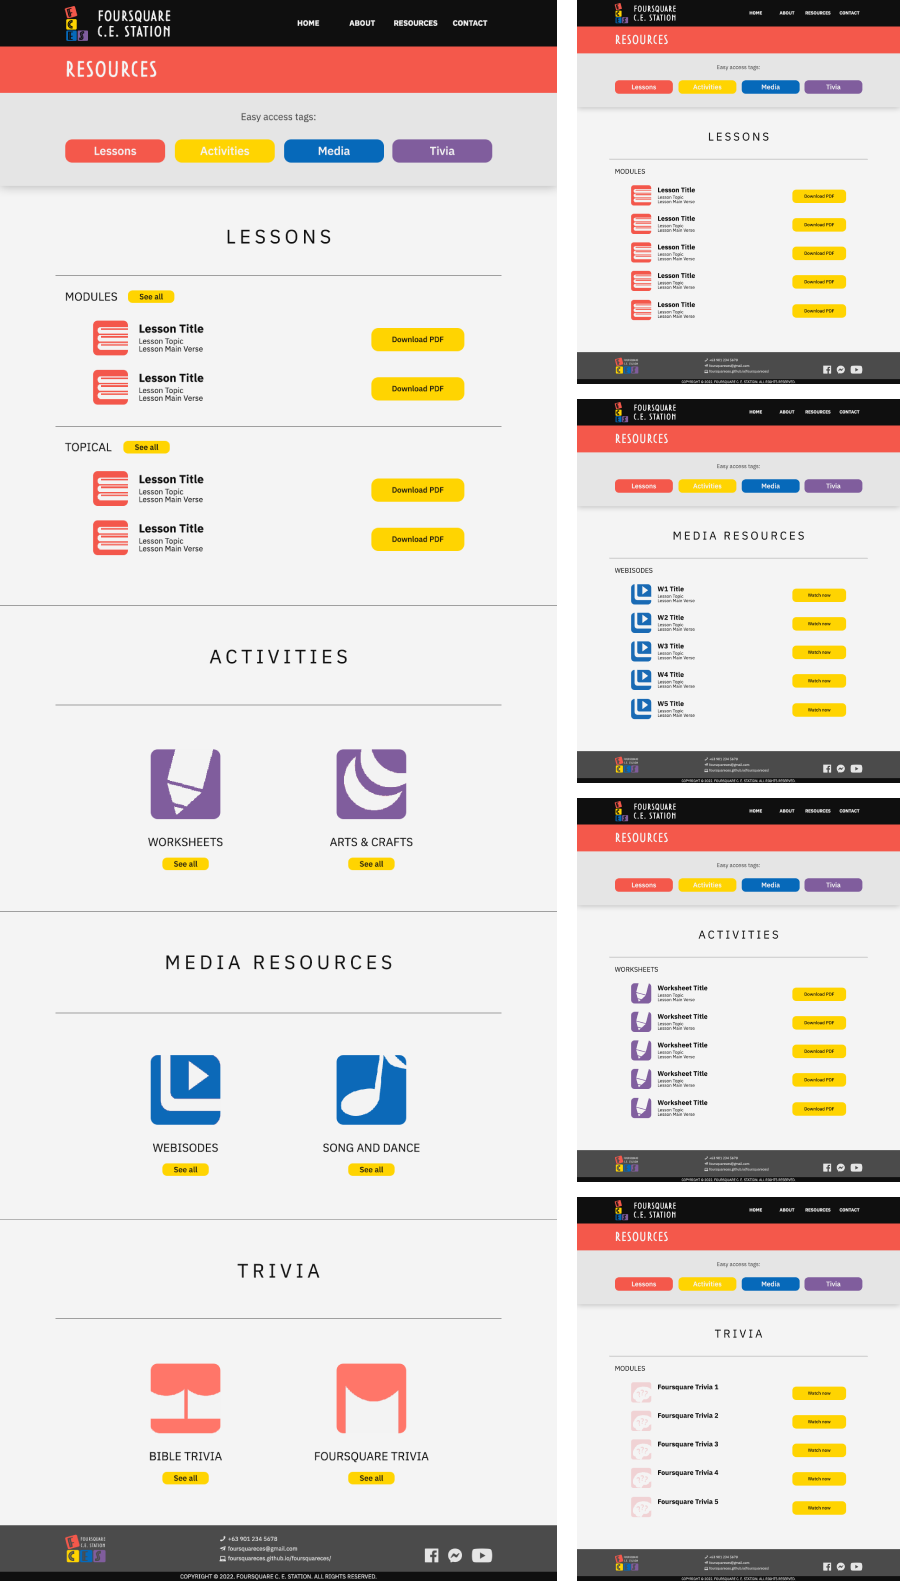 FOURSQUARE
C.E. STATION
HOME ABOUT RESOURCES CONTACT
RESOURCES
Easy access tags:
Lessons Activities Media Tivia
LESSONS
MODULES See all
Lesson Title
Lesson Topic
Lesson Main Verse
Download PDF
Lesson Title
Lesson Topic
Lesson Main Verse
Download PDF
TOPICAL See all
Lesson Title
Lesson Topic
Lesson Main Verse
Download PDF
Lesson Title
Lesson Topic
Lesson Main Verse
Download PDF
ACTIVITIES
WORKSHEETS ARTS & CRAFTS
See all See all
MEDIA RESOURCES
WEBISODES SONG AND DANCE
See all See all
TRIVIA
BIBLE TRIVIA FOURSQUARE TRIVIA
See all See all
FOURSQUARE
C.E. STATION
+63 901 234 5678
foursquareces@gmail.com
foursquareces.github.io/foursquareces/
COPYRIGHT © 2022. FOURSQUARE C. E. STATION. ALL RIGHTS RESERVED.
FOURSQUARE
C.E. STATION
HOME ABOUT RESOURCES CONTACT
RESOURCES
Easy access tags:
Lessons Activities Media Tivia
LESSONS
MODULES
Lesson Title
Lesson Topic
Lesson Main Verse
Download PDF
Lesson Title
Lesson Topic
Lesson Main Verse
Download PDF
Lesson Title
Lesson Topic
Lesson Main Verse
Download PDF
Lesson Title
Lesson Topic
Lesson Main Verse
Download PDF
Lesson Title
Lesson Topic
Lesson Main Verse
Download PDF
+63 901 234 5678
foursquareces@gmail.com
foursquareces.github.io/foursquareces/
COPYRIGHT © 2022. FOURSQUARE C. E. STATION. ALL RIGHTS RESERVED.
FOURSQUARE
C.E. STATION
HOME ABOUT RESOURCES CONTACT
RESOURCES
Easy access tags:
Lessons Activities Media Tivia
MEDIA RESOURCES
WEBISODES
W1 Title
Lesson Topic
Lesson Main Verse
Watch now
W2 Title
Lesson Topic
Lesson Main Verse
Watch now
W3 Title
Lesson Topic
Lesson Main Verse
Watch now
W4 Title
Lesson Topic
Lesson Main Verse
Watch now
W5 Title
Lesson Topic
Lesson Main Verse
Watch now
+63 901 234 5678
foursquareces@gmail.com
foursquareces.github.io/foursquareces/
COPYRIGHT © 2022. FOURSQUARE C. E. STATION. ALL RIGHTS RESERVED.
FOURSQUARE
C.E. STATION
HOME ABOUT RESOURCES CONTACT
RESOURCES
Easy access tags:
Lessons Activities Media Tivia
ACTIVITIES
WORKSHEETS
Worksheet Title
Lesson Topic
Lesson Main Verse
Download PDF
Worksheet Title
Lesson Topic
Lesson Main Verse
Download PDF
Worksheet Title
Lesson Topic
Lesson Main Verse
Download PDF
Worksheet Title
Lesson Topic
Lesson Main Verse
Download PDF
Worksheet Title
Lesson Topic
Lesson Main Verse
Download PDF
+63 901 234 5678
foursquareces@gmail.com
foursquareces.github.io/foursquareces/
COPYRIGHT © 2022. FOURSQUARE C. E. STATION. ALL RIGHTS RESERVED.
FOURSQUARE
C.E. STATION
HOME ABOUT RESOURCES CONTACT
RESOURCES
Easy access tags:
Lessons Activities Media Tivia
TRIVIA
MODULES
Foursquare Trivia 1
Watch now
Foursquare Trivia 2
Watch now
Foursquare Trivia 3
Watch now
Foursquare Trivia 4
Watch now
Foursquare Trivia 5
Watch now
+63 901 234 5678
foursquareces@gmail.com
foursquareces.github.io/foursquareces/
COPYRIGHT © 2022. FOURSQUARE C. E. STATION. ALL RIGHTS RESERVED.